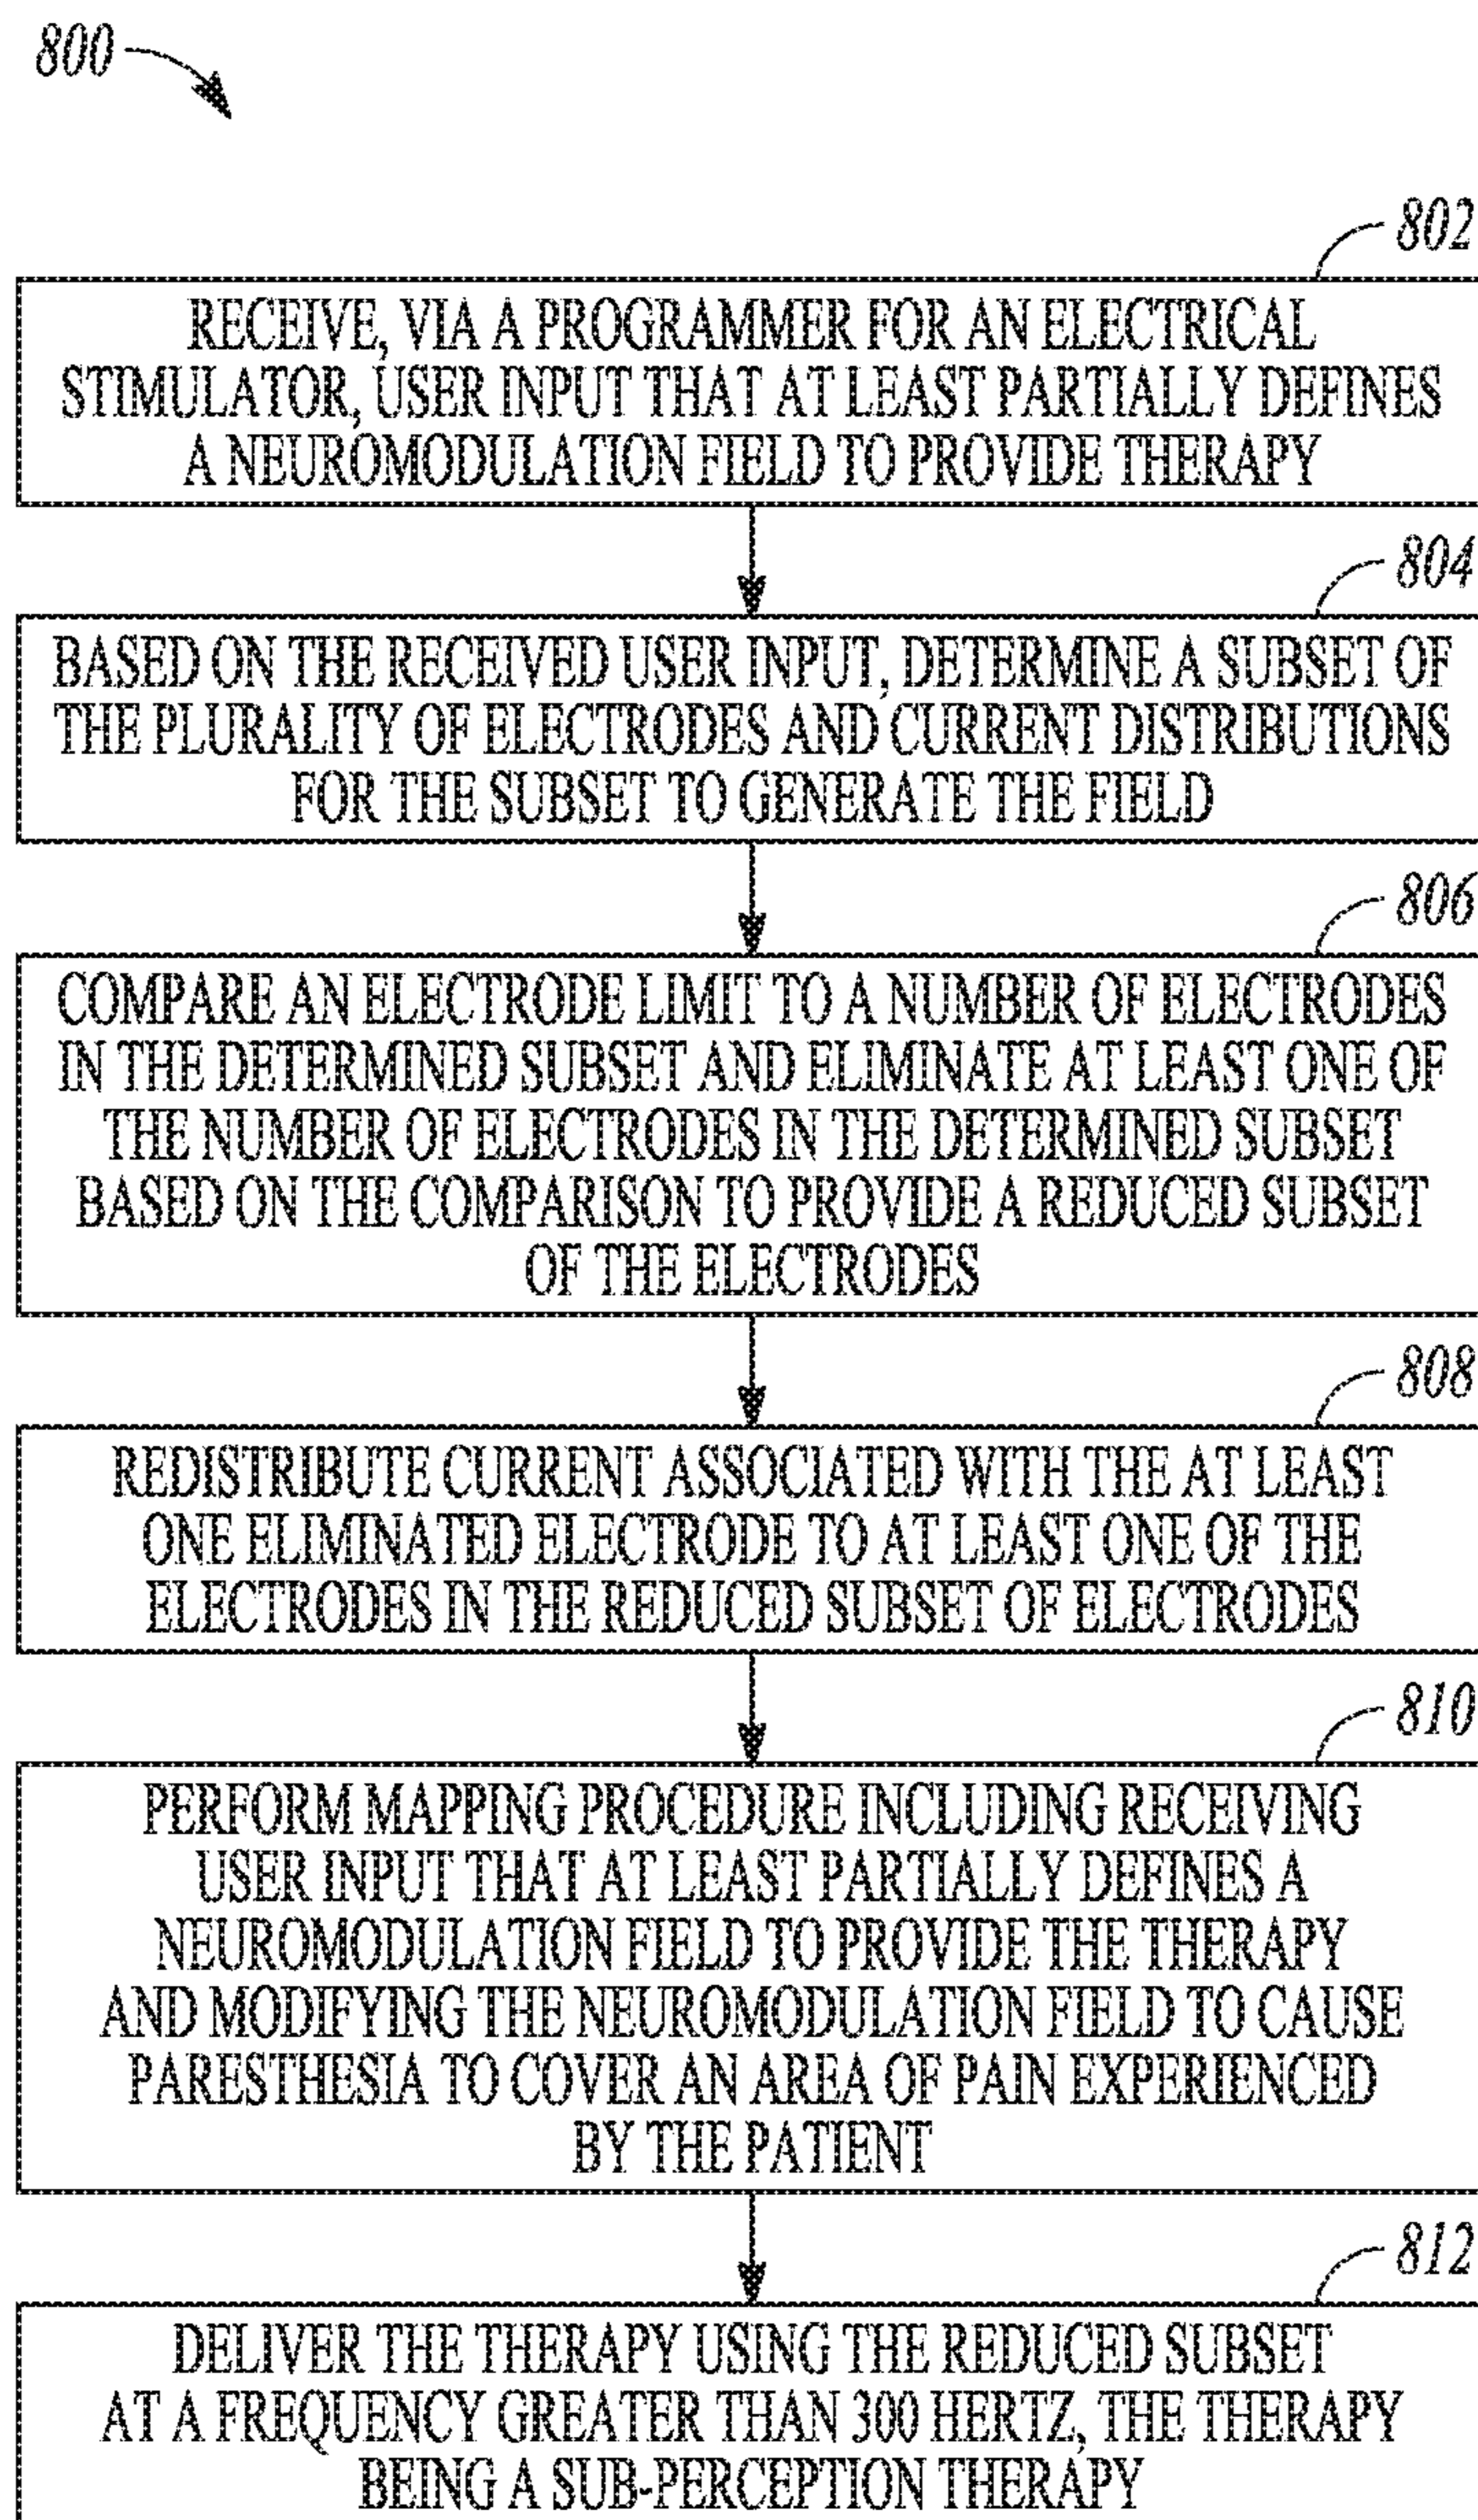 800
802
RECEIVE, VIA A PROGRAMMER FOR AN ELECTRICAL
STIMULATOR, USER INPUT THAT AT LEAST PARTIALLY DEFINES
A NEUROMODULATION FIELD TO PROVIDE THERAPY
804
BASED ON THE RECEIVED USER INPUT, DETERMINE A SUBSET OF
THE PLURALITY OF ELECTRODES AND CURRENT DISTRIBUTIONS
FOR THE SUBSET TO GENERATE THE FIELD
806
COMPARE AN ELECTRODE LIMIT TO A NUMBER OF ELECTRODES
IN THE DETERMINED SUBSET AND ELIMINATE AT LEAST ONE OF
THE NUMBER OF ELECTRODES IN THE DETERMINED SUBSET
BASED ON THE COMPARISON TO PROVIDE A REDUCED SUBSET
OF THE ELECTRODES
808
REDISTRIBUTE CURRENT ASSOCIATED WITH THE AT LEAST
ONE ELIMINATED ELECTRODE TO AT LEAST ONE OF THE
ELECTRODES IN THE REDUCED SUBSET OF ELECTRODES
810
PERFORM MAPPING PROCEDURE INCLUDING RECEIVING
USER INPUT THAT AT LEAST PARTIALLY DEFINES A
NEUROMODULATION FIELD TO PROVIDE THE THERAPY
AND MODIFYING THE NEUROMODULATION FIELD TO CAUSE
PARESTHESIA TO COVER AN AREA OF PAIN EXPERIENCED
BY THE PATIENT
812
DELIVER THE THERAPY USING THE REDUCED SUBSET
AT A FREQUENCY GREATER THAN 300 HERTZ, THE THERAPY
BEING A SUB-PERCEPTION THERAPY